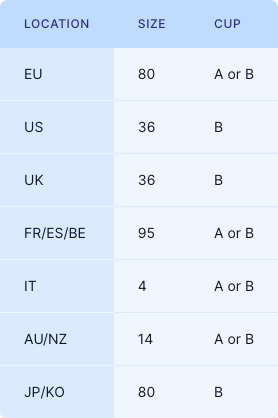 LOCATION SIZE CUP
EU 80 A or B
US 36 B
UK 36 B
FR/ES/BE 95 A or B
IT 4 A or B
AU/NZ 14 A or B
JP/KO 80 B